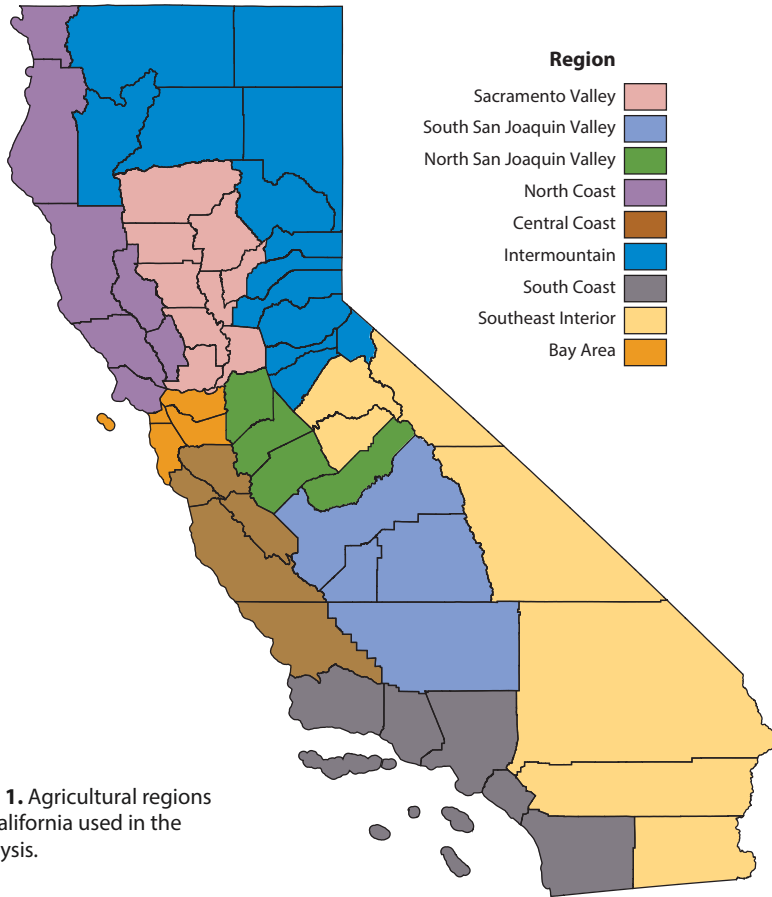 Region
Sacramento Valley
South San Joaquin Valley
North San Joaquin Valley
North Coast
Central Coast
Intermountain
South Coast
Southeast Interior
Bay Area
1. Agricultural regions
alifornia used in the
ysis.